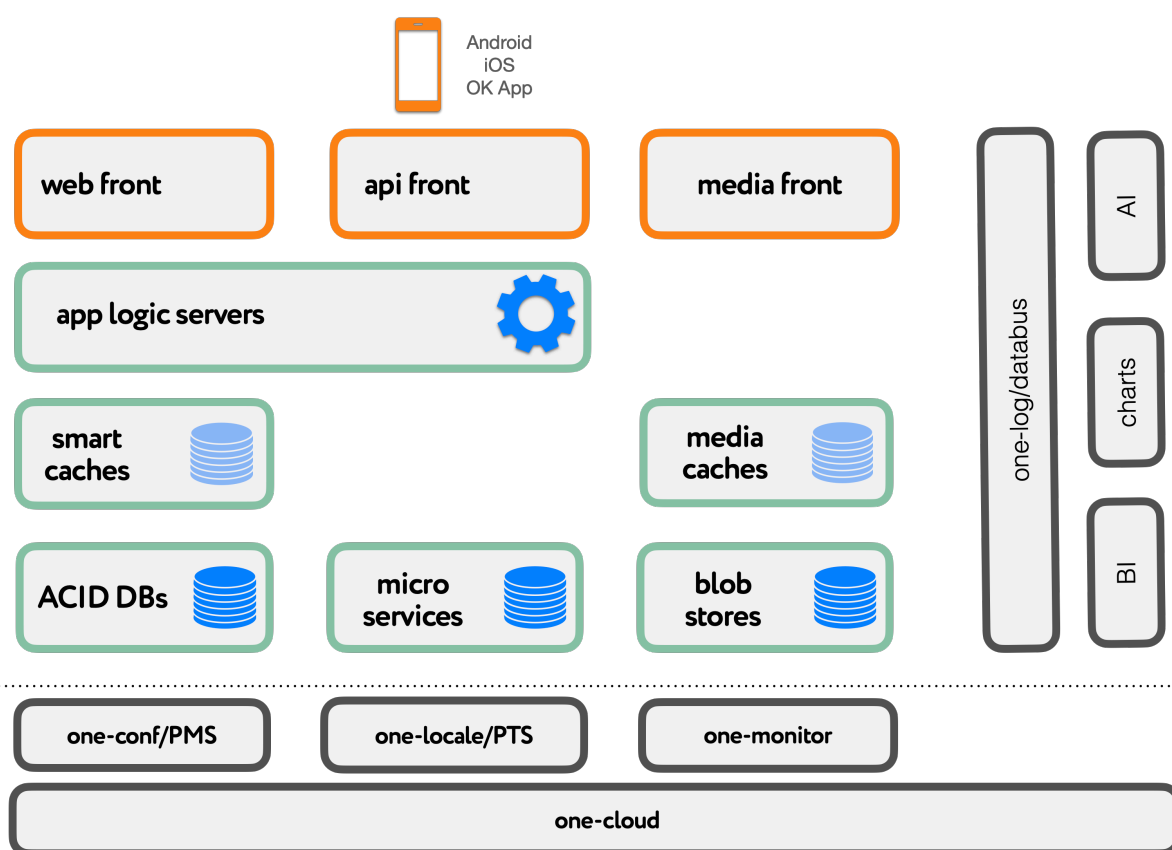 Android
iOS
OK App
web front
api front
media front
app logic servers
smart
caches
media
caches
ACID DBs
micro
services
blob
stores
one-log/databus
AI
charts
BI
one-conf/PMS
one-locale/PTS
one-monitor
one-cloud